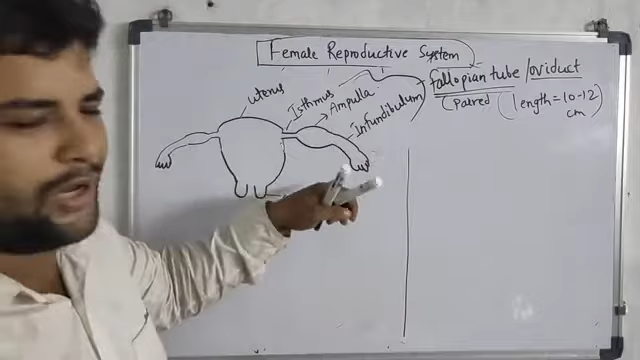 Female Reproductive System
Fallopian tube /oviduct
(Paired (length = 10-12 cm)
uterus
Isthmus
Ampulla
Infundibulum